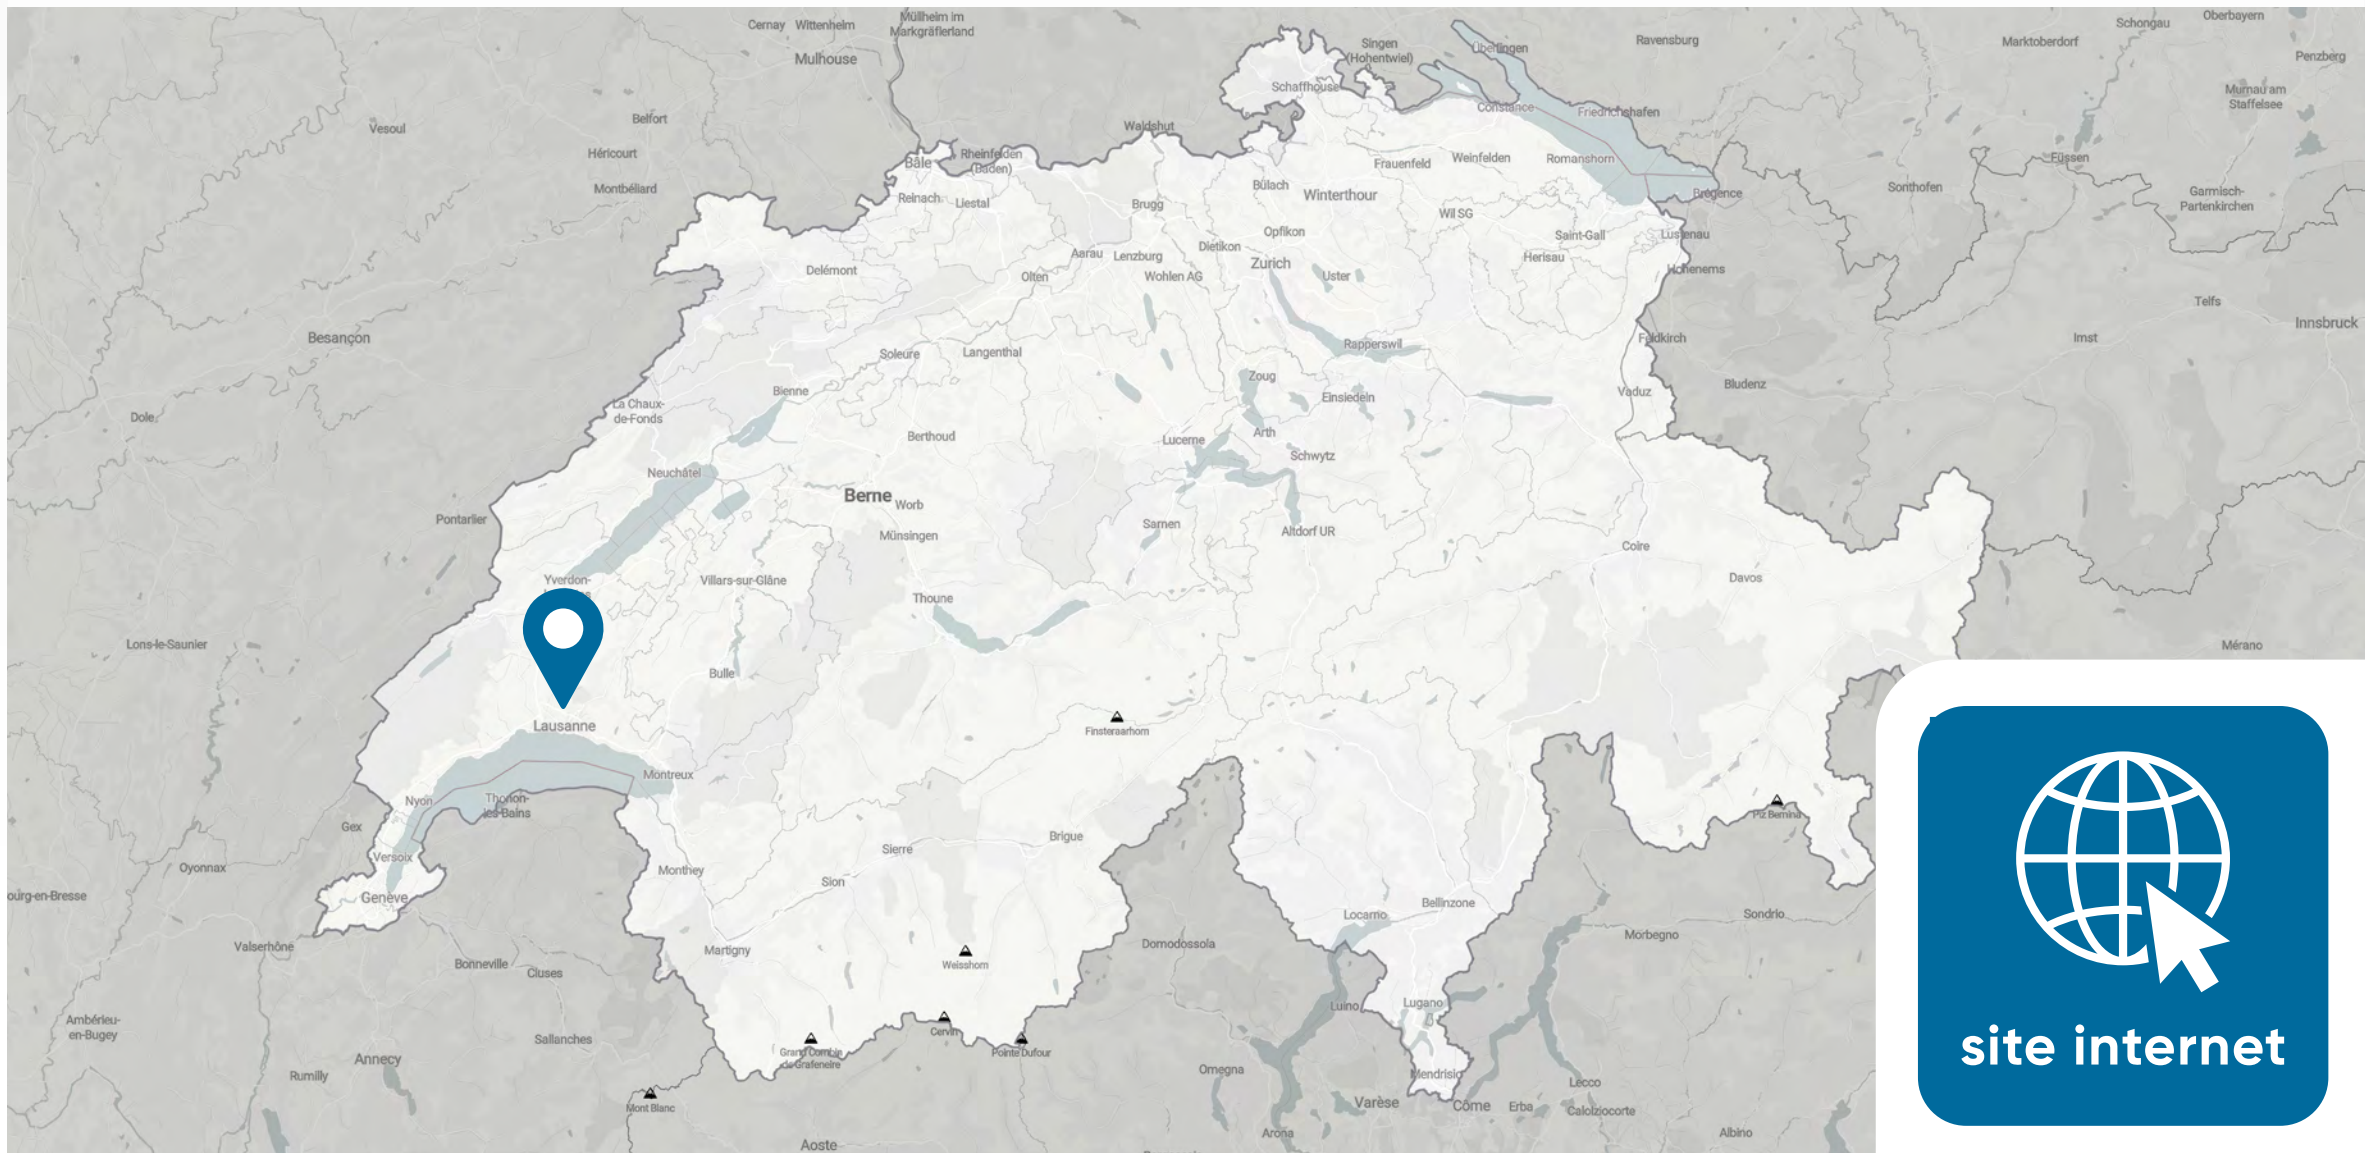 Cernay
Wittenheim
Müllheim im
Markgräflerland
Mulhouse
Singen
(Hohentwiel)
Überlingen
Ravensburg
Marktoberdorf
Schongau
Oberbayern
Penzberg
Murnau am
Staffelsee
Schaffhouse
Constance
Friedrichshafen
Vesoul
Belfort
Waldshut
Héricourt
Bâle
Rheinfelden
(Baden)
Frauenfeld
Weinfelden
Romanshorn
Füssen
Montbéliard
Reinach
Liestal
Brugg
Bülach
Winterthour
Brégence
Sonthofen
Garmisch-
Partenkirchen
Wil SG
Opfikon
Saint-Gall
Lustenau
Dietikon
Aarau
Lenzburg
Zurich
Herisau
Hohenems
Delémont
Olten
Wohlen AG
Uster
Telfs
Besançon
Innsbruck
Feldkirch
Imst
Soleure
Langenthal
Rapperswil
Zoug
Bludenz
Bienne
Einsiedeln
Vaduz
La Chaux-
de-Fonds
Dole
Berthoud
Lucerne
Arth
Schwytz
Neuchâtel
Berne
Worb
Pontarlier
Sarnen
Altdorf UR
Münsingen
Coire
Davos
Yverdon-
Villars-sur-Glâne
Thoune
Lons-le-Saunier
Mérano
Bulle
Lausanne
Finsteraarhorn
Montreux
Nyon
Thonon-
les-Bains
Piz Bernina
Gex
Brigue
Sierre
Versoix
Oyonnax
Monthey
Sion
ourg-en-Bresse
Genève
Bellinzone
Locarno
Sondrio
Morbegno
Valserhône
Martigny
Domodossola
Bonneville
Cluses
Weisshorn
Luino
Lugano
Ambérieu-
en-Bugey
Sallanches
Cervin
Grand Combin
de Grafeneire
Pointe Dufour
Annecy
Rumilly
Omegna
Mendrisio
Lecco
Mont Blanc
Varèse
Côme
Erba
Calolziocorte
Arona
Albino
Aoste
site internet